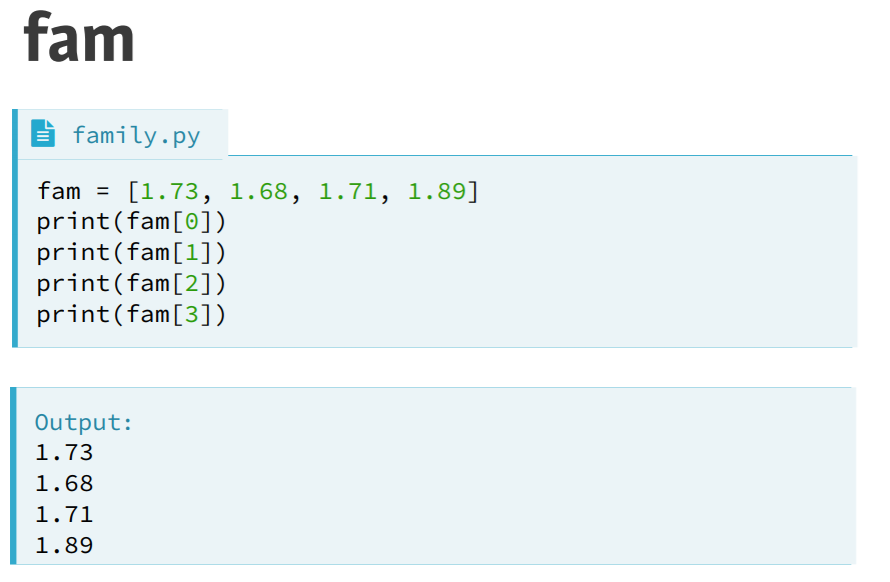 fam
family.py
fam = [1.73, 1.68, 1.71, 1.89]
print(fam[0])
print(fam[1])
print(fam[2])
print(fam[3])
Output:
1.73
1.68
1.71
1.89